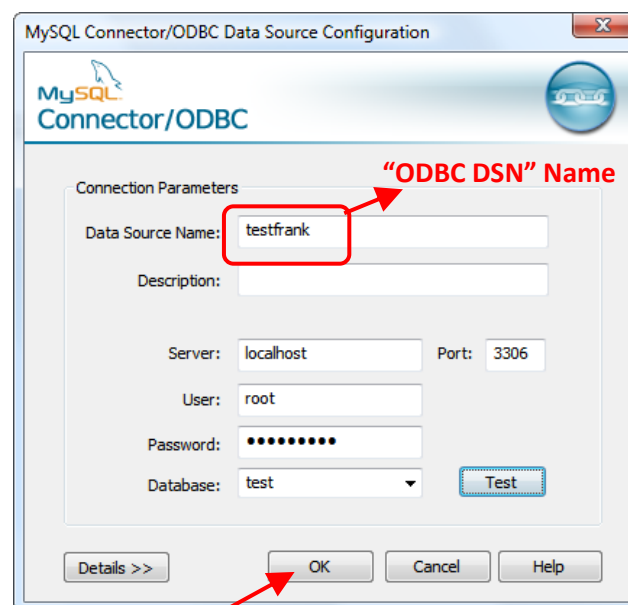 MySQL Connector/ODBC Data Source Configuration
MySQL
Connector/ODBC
"ODBC DSN" Name
Connection Parameters
Data Source Name: testfrank
Description:
Server: localhost Port: 3306
User: root
Password: •••••••••
Database: test Test
Details >> OK Cancel Help